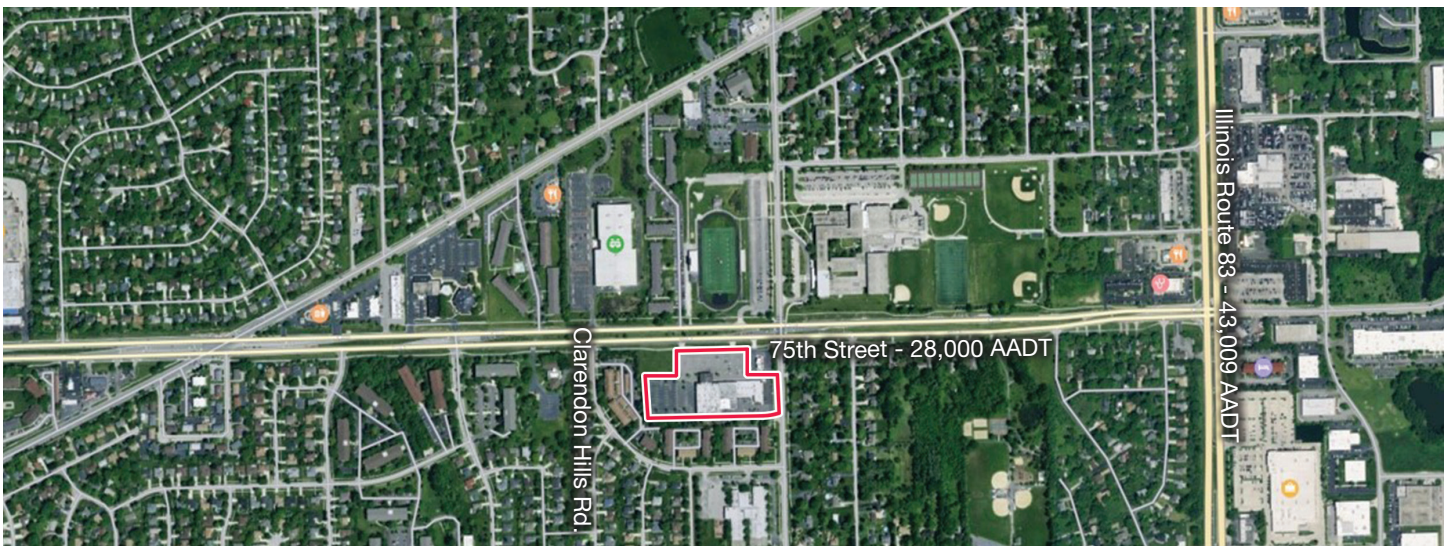 Clarendon Hills Rd.
75th Street - 28,000 AADT
Illinois Route 83 - 43,009 AADT